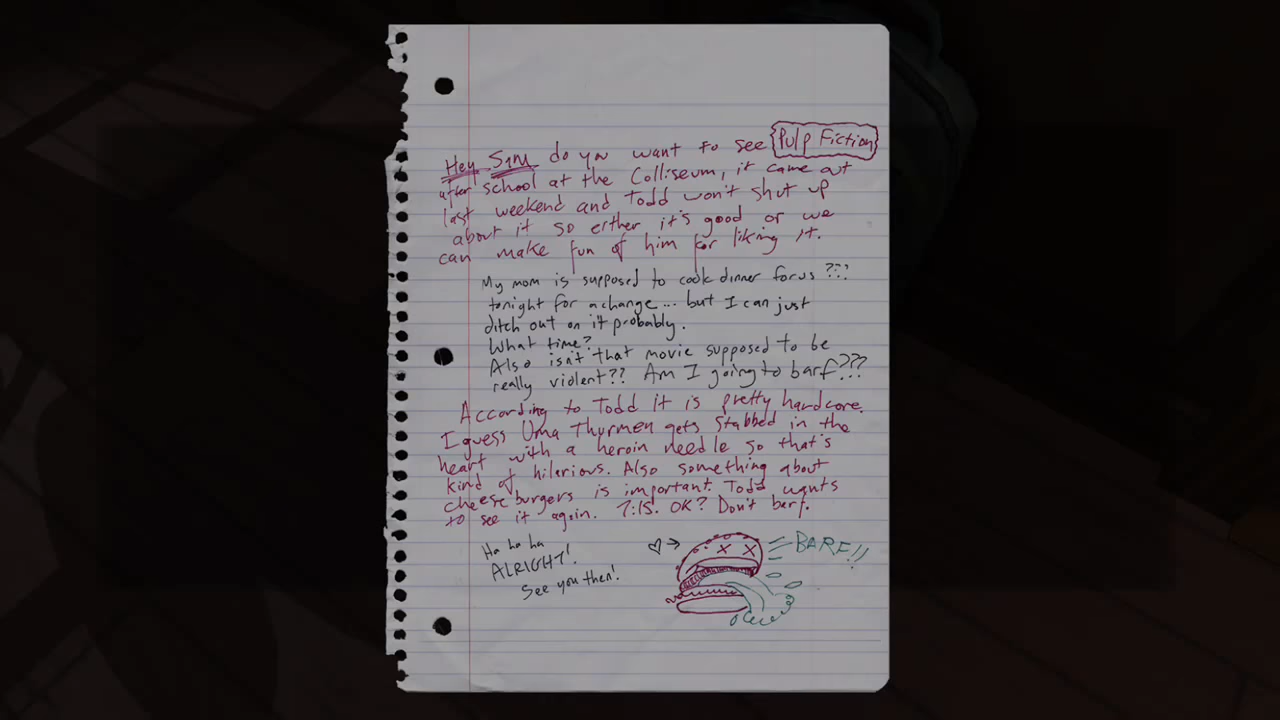 Hey Sam do you want to see Pulp Fiction
after school at the Colliseum, it came out
last weekend and Todd won't shut up
about it so either it's good or we
can make fun of him for liking it.
My mom is supposed to cook dinner for us ???
tonight for a change... but I can just
ditch out on it probably.
What time?
Also isn't that movie supposed to be
really violent?? Am I going to barf???
According to Todd it is pretty hardcore.
I guess Uma Thurmen gets stabbed in the
heart with a heroin needle so that's
kind of hilerious. Also something about
cheeseburgers is important. Todd wants
to see it again. 7:15. OK? Don't barf.
Ha ha ha
ALRIGHT!
See you then!
BARF!!